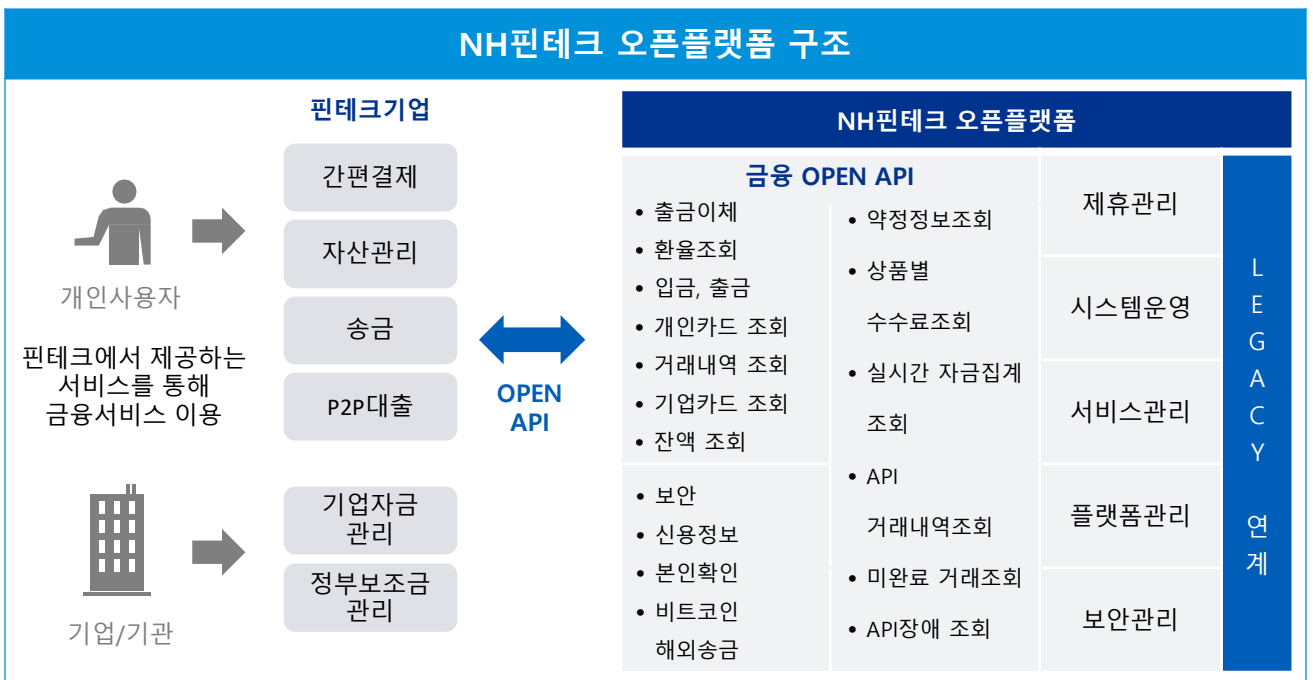 NH핀테크 오픈플랫폼 구조
핀테크기업
개인사용자
핀테크에서 제공하는
서비스를 통해
금융서비스 이용
기업/기관
간편결제
자산관리
송금
P2P대출
기업자금
관리
정부보조금
관리
OPEN
API
NH핀테크 오픈플랫폼
금융 OPEN API
• 출금이체
• 환율조회
• 입금, 출금
• 개인카드 조회
• 거래내역 조회
• 기업카드 조회
• 잔액 조회
• 보안
• 신용정보
• 본인확인
• 비트코인
해외송금
• 약정정보조회
• 상품별
수수료조회
• 실시간 자금집계
조회
• API
거래내역조회
• 미완료 거래조회
• API장애 조회
제휴관리
시스템운영
서비스관리
플랫폼관리
보안관리
L
E
G
A
C
Y
연
계